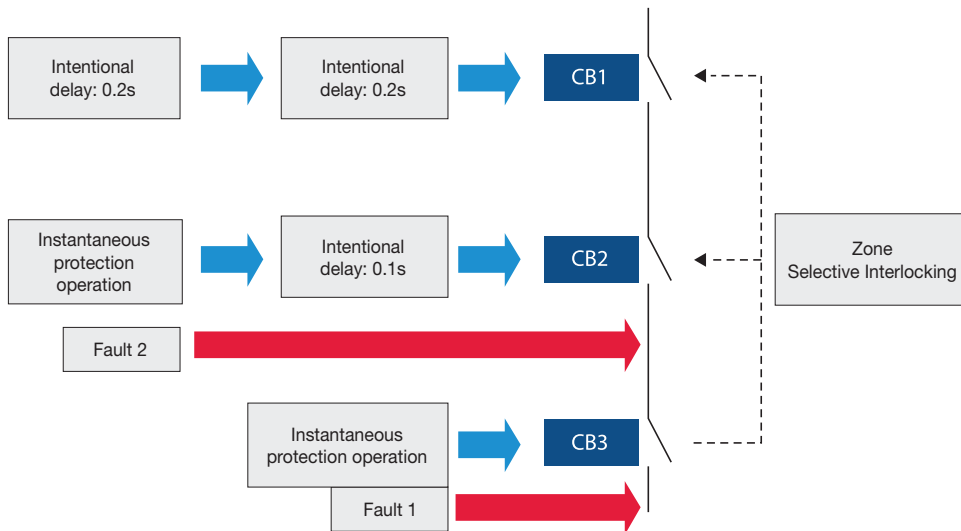 Intentional
delay: 0.2s
Intentional
delay: 0.2s
CB1
Instantaneous
protection
operation
Intentional
delay: 0.1s
CB2
Zone
Selective Interlocking
Fault 2
Instantaneous
protection operation
CB3
Fault 1